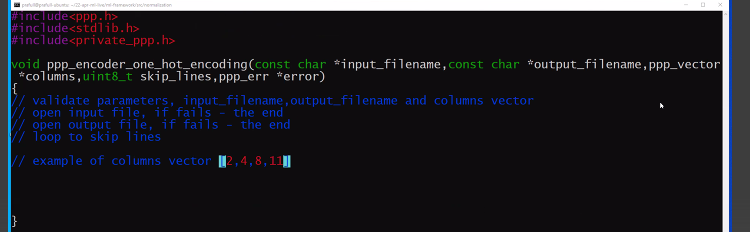 #include<ppp.h>
#include<stdlib.h>
#include<private_ppp.h>
void ppp_encoder_one_hot_encoding(const char *input_filename,const char *output_filename,ppp_vector
*columns,uint8_t skip_lines,ppp_err *error)
{
// validate parameters, input_filename,output_filename and columns vector
// open input file, if fails - the end
// open output file, if fails - the end
// loop to skip lines
// example of columns vector [2,4,8,11]
}